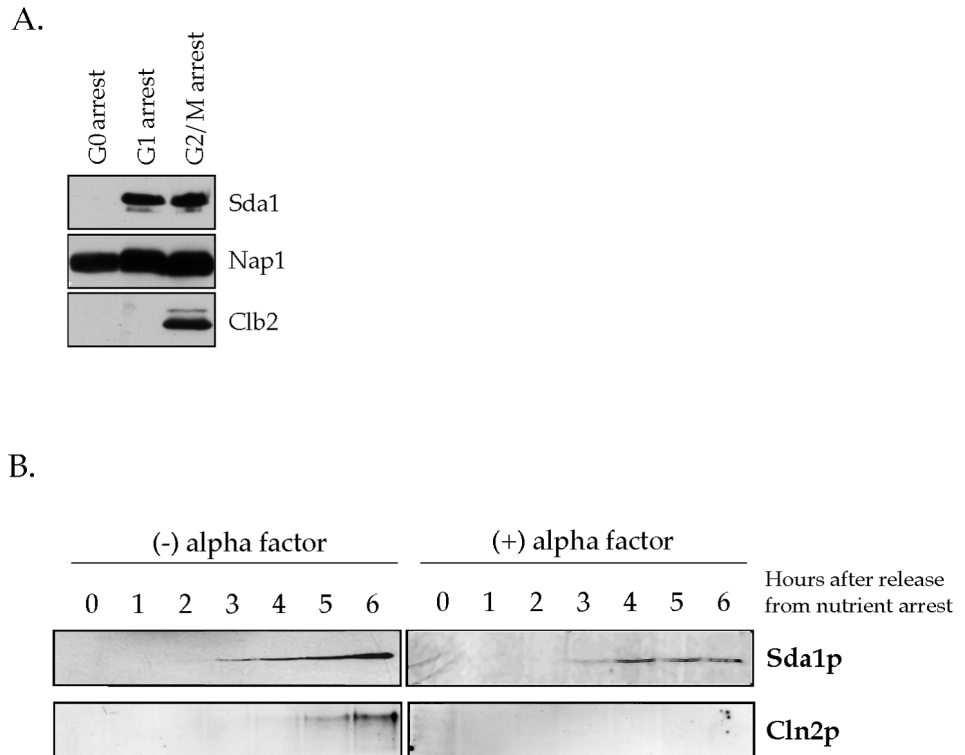 A.
G0 arrest
G1 arrest
G2/M arrest
Sda1
Nap1
Clb2
B.
(-) alpha factor (+) alpha factor
0 1 2 3 4 5 6 0 1 2 3 4 5 6
Hours after release
from nutrient arrest
Sda1p
Cln2p